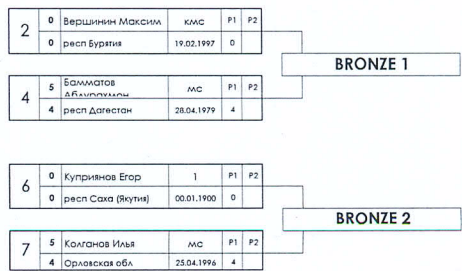 2 0 Вершинин Максим кмс P1 P2
0 респ Бурятия 19.02.1997 0
BRONZE 1
4 5 Бамматов Абдурахмон мс P1 P2
4 респ Дагестан 28.04.1979 4
6 0 Куприянов Егор 1 P1 P2
0 респ Саха (Якутия) 00.01.1900 0
BRONZE 2
7 5 Колганов Илья мс P1 P2
4 Орловская обл 25.04.1996 4